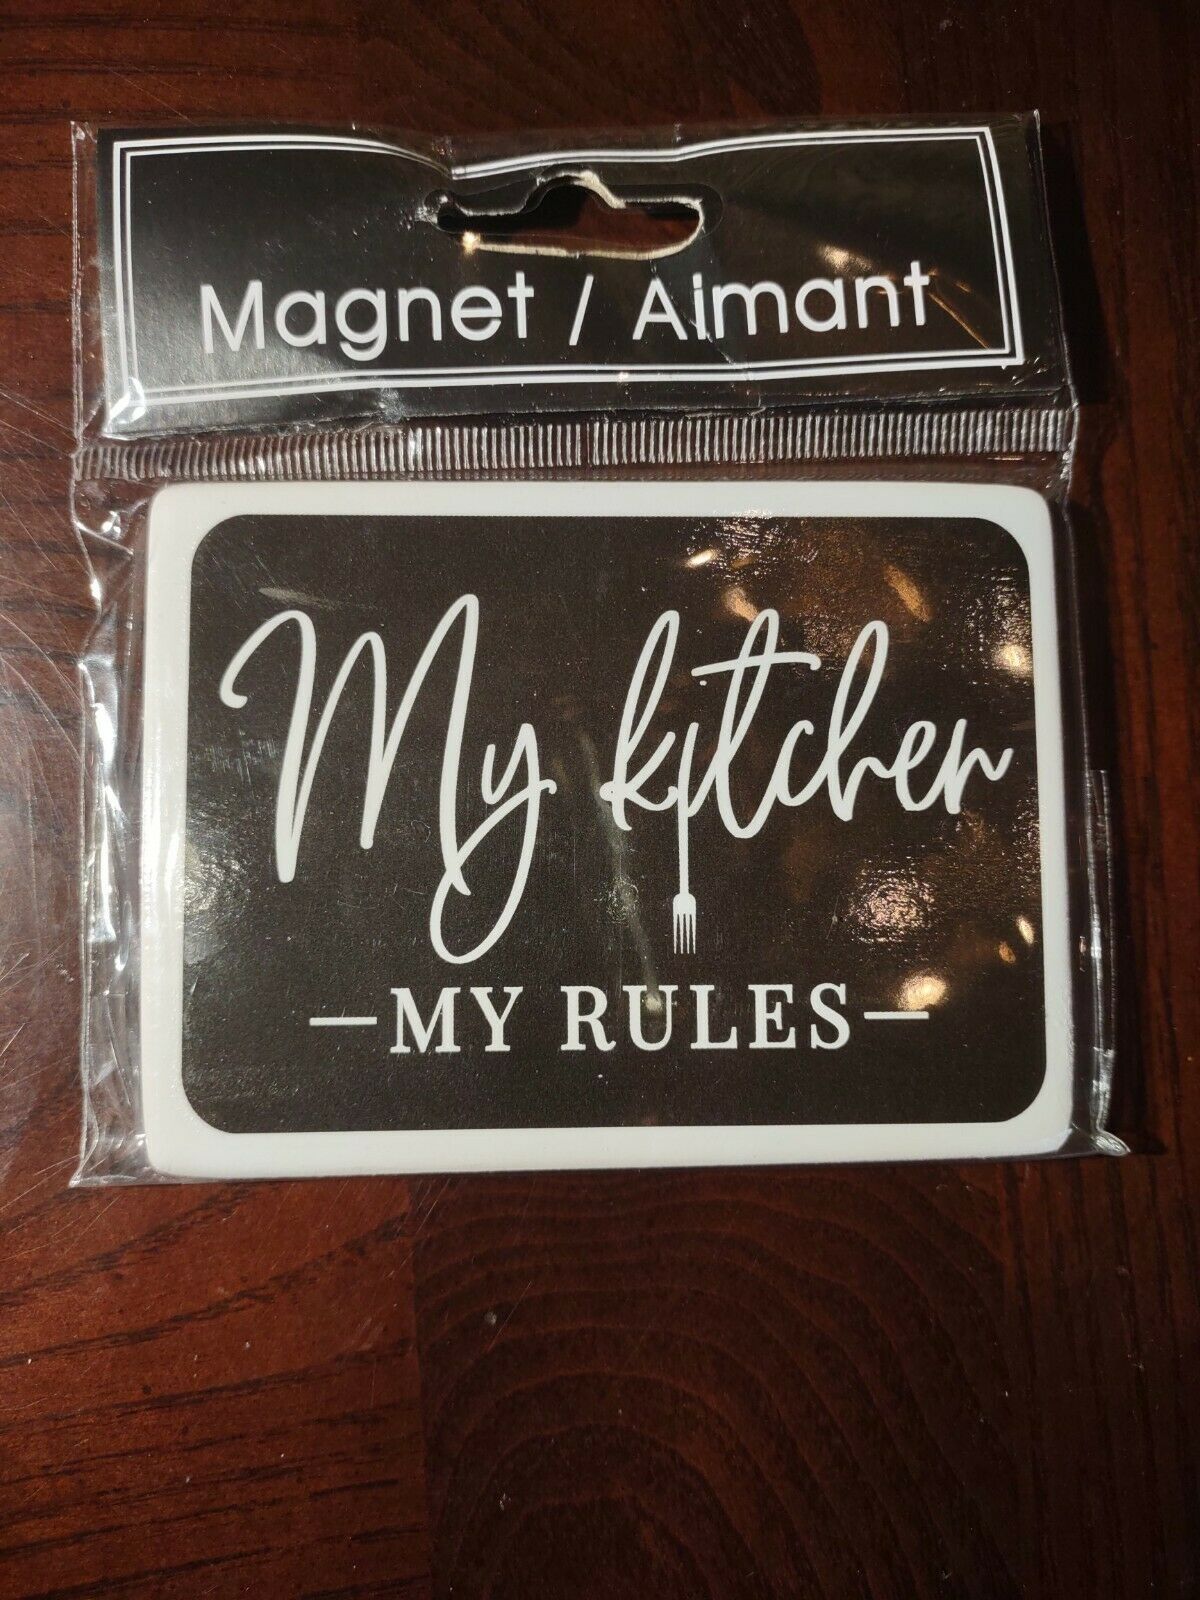 Magnet / Aimant
My kitchen
—MY RULES—